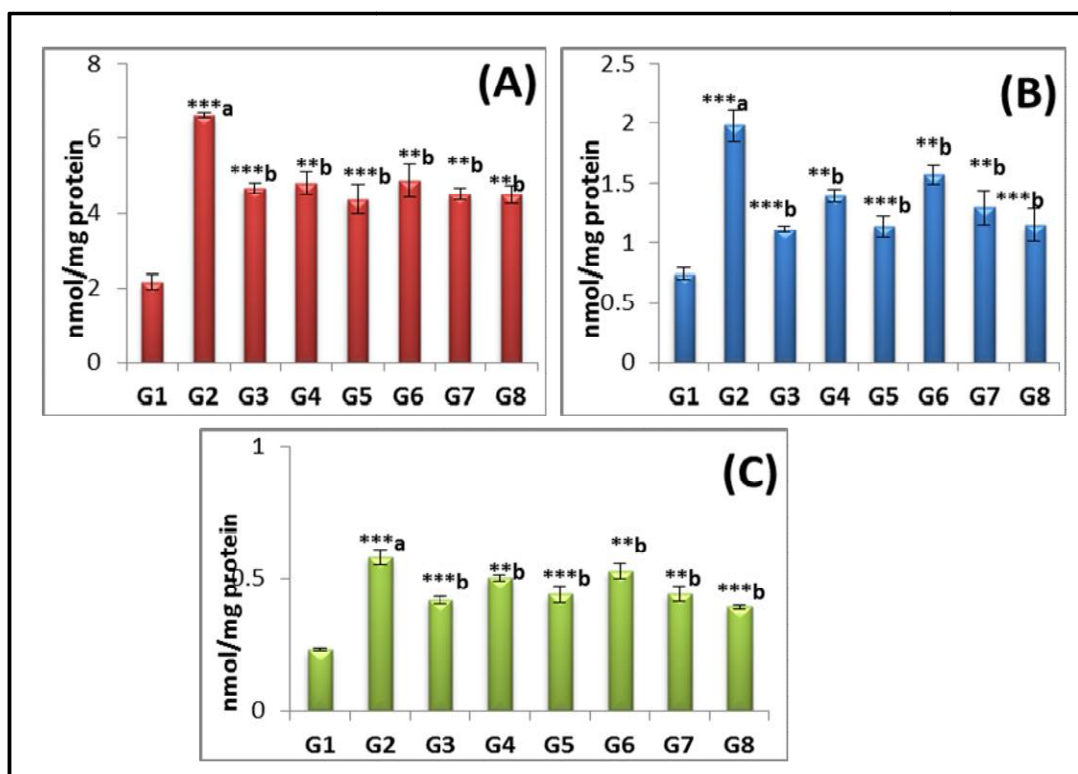 (A)
nmol/mg protein
8
6
4
2
0
***a
***b
**b
***b
**b
**b
**b
G1 G2 G3 G4 G5 G6 G7 G8
(B)
nmol/mg protein
2.5
2
1.5
1
0.5
0
***a
***b
**b
***b
**b
**b
***b
G1 G2 G3 G4 G5 G6 G7 G8
(C)
nmol/mg protein
1
0.5
0
***a
***b
**b
***b
**b
**b
***b
G1 G2 G3 G4 G5 G6 G7 G8